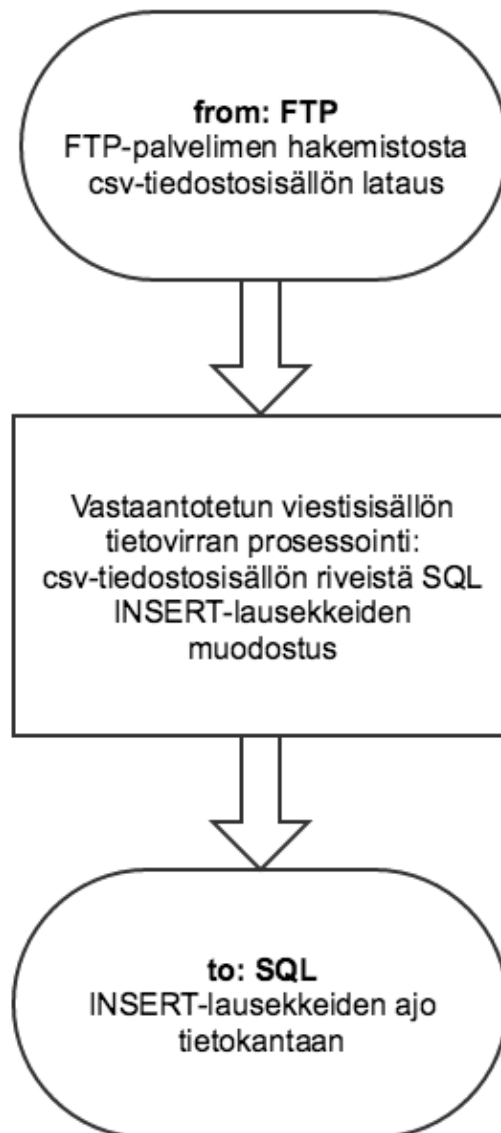 from: FTP
FTP-palvelimen hakemistosta
csv-tiedostosisällön lataus
Vastaantotetun viestisisällön
tietovirran prosessointi:
csv-tiedostosisällön riveistä SQL
INSERT-lausekkeiden
muodostus
to: SQL
INSERT-lausekkeiden ajo
tietokantaan